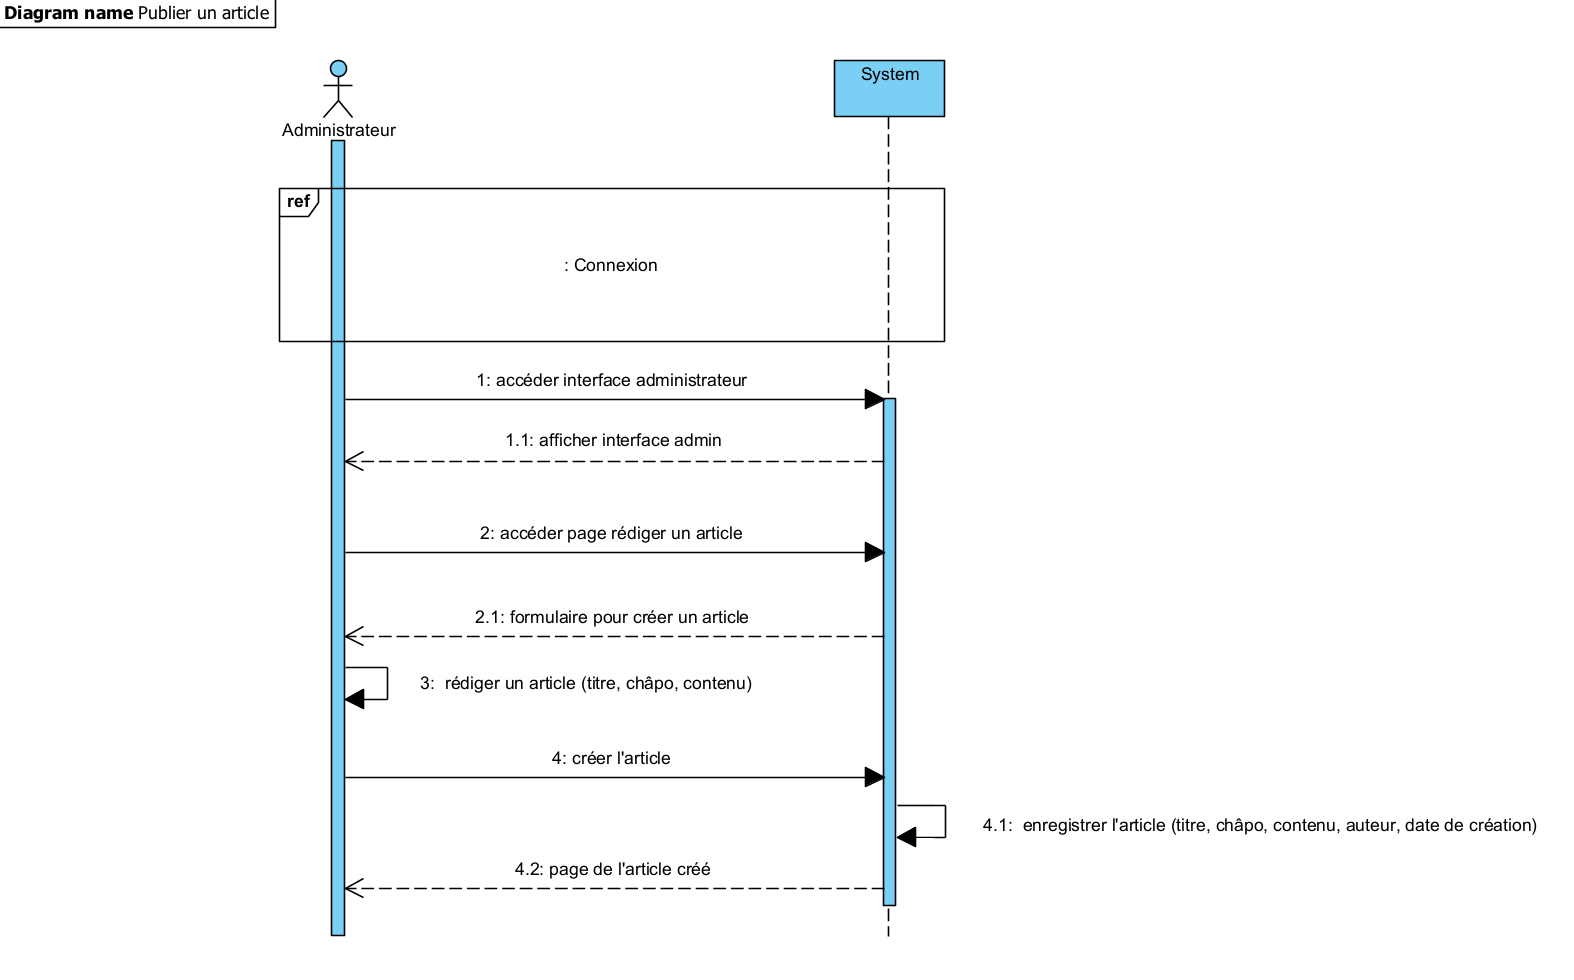 Diagram name Publier un article
System
Administrateur
ref
: Connexion
1: accéder interface administrateur
1.1: afficher interface admin
2: accéder page rédiger un article
2.1: formulaire pour créer un article
3: rédiger un article (titre, châpo, contenu)
4: créer l'article
4.1: enregistrer l'article (titre, châpo, contenu, auteur, date de création)
4.2: page de l'article créé